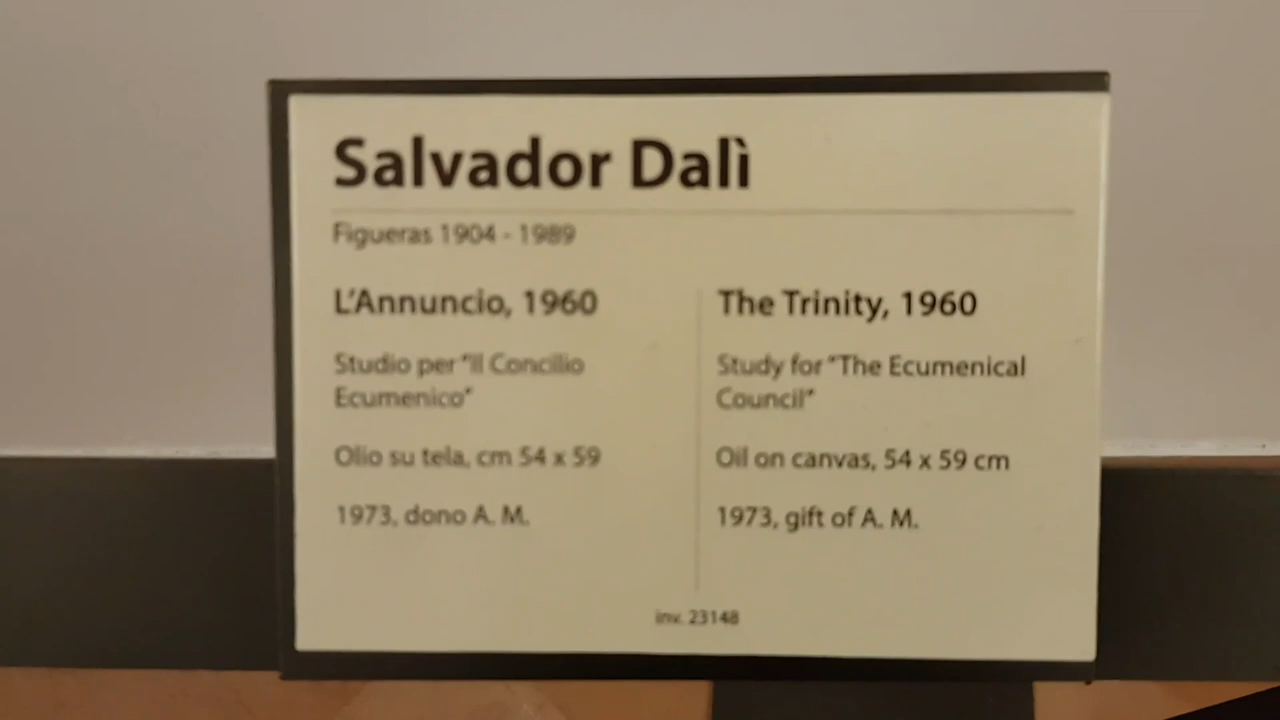 Salvador Dalì
Figueras 1904 - 1989
L'Annuncio, 1960
Studio per "Il Concilio
Ecumenico"
Olio su tela, cm 54 x 59
1973, dono A. M.
The Trinity, 1960
Study for "The Ecumenical
Council"
Oil on canvas, 54 x 59 cm
1973, gift of A. M.
inv. 23148